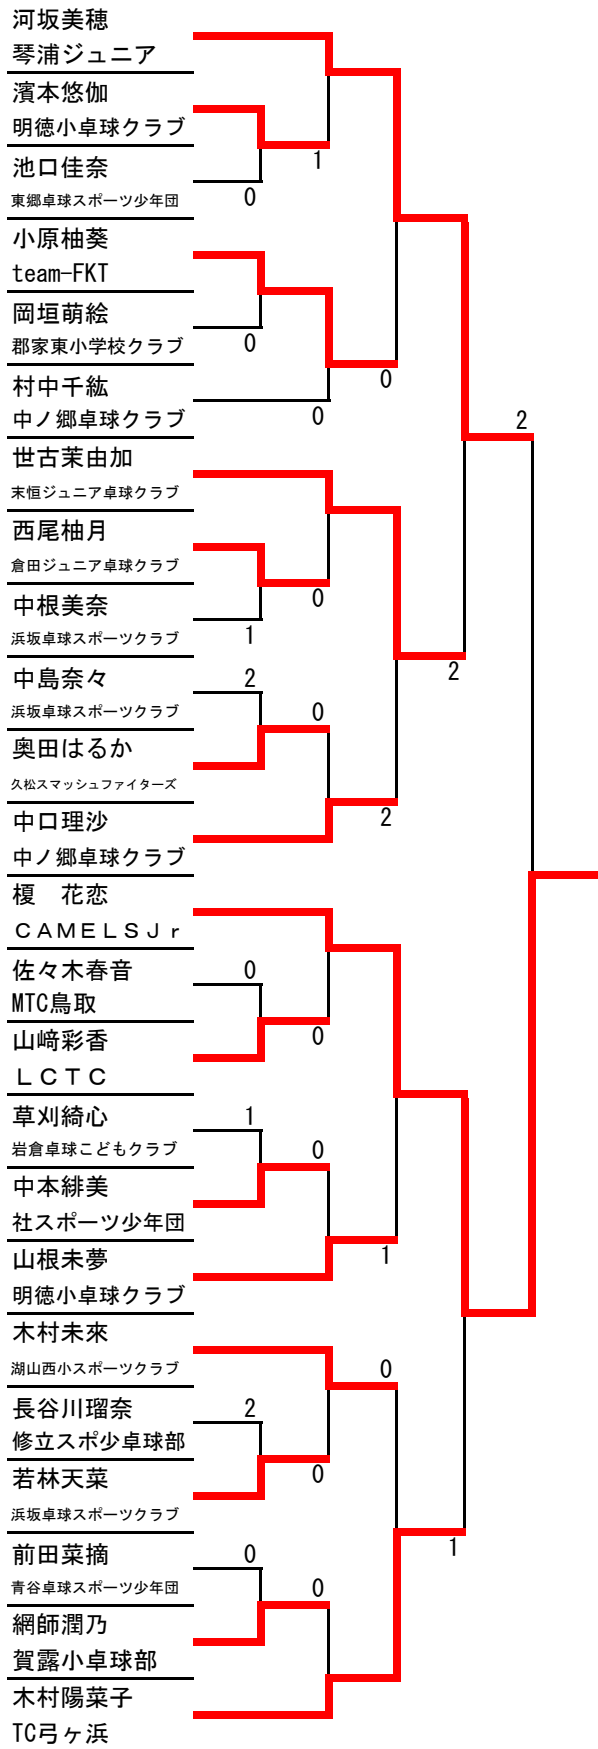 河坂美穂
琴浦ジュニア
濱本悠伽
明徳小卓球クラブ
1
池口佳奈
東郷卓球スポーツ少年団
0
小原柚葵
team-FKT
岡垣萌絵
郡家東小学校クラブ
0
0
村中千紘
中ノ郷卓球クラブ
0
2
世古茉由加
末恒ジュニア卓球クラブ
西尾柚月
倉田ジュニア卓球クラブ
0
中根美奈
浜坂卓球スポーツクラブ
1
2
中島奈々
浜坂卓球スポーツクラブ
2
0
奥田はるか
久松スマッシュファイターズ
中口理沙
中ノ郷卓球クラブ
2
榎　花恋
ＣＡＭＥＬＳＪｒ
佐々木春音
MTC鳥取
0
山﨑彩香
ＬＣＴＣ
0
草刈綺心
岩倉卓球こどもクラブ
1
0
中本緋美
社スポーツ少年団
山根未夢
明徳小卓球クラブ
1
木村未來
湖山西小スポーツクラブ
0
長谷川瑠奈
修立スポ少卓球部
2
若林天菜
浜坂卓球スポーツクラブ
0
前田菜摘
青谷卓球スポーツ少年団
0
0
1
網師潤乃
賀露小卓球部
木村陽菜子
TC弓ヶ浜